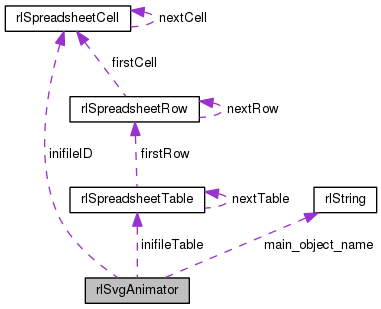 rlSpreadsheetCell
nextCell
firstCell
rlSpreadsheetRow
nextRow
inifileID
firstRow
rlSpreadsheetTable
nextTable
rlString
inifileTable
main_object_name
rlSvgAnimator